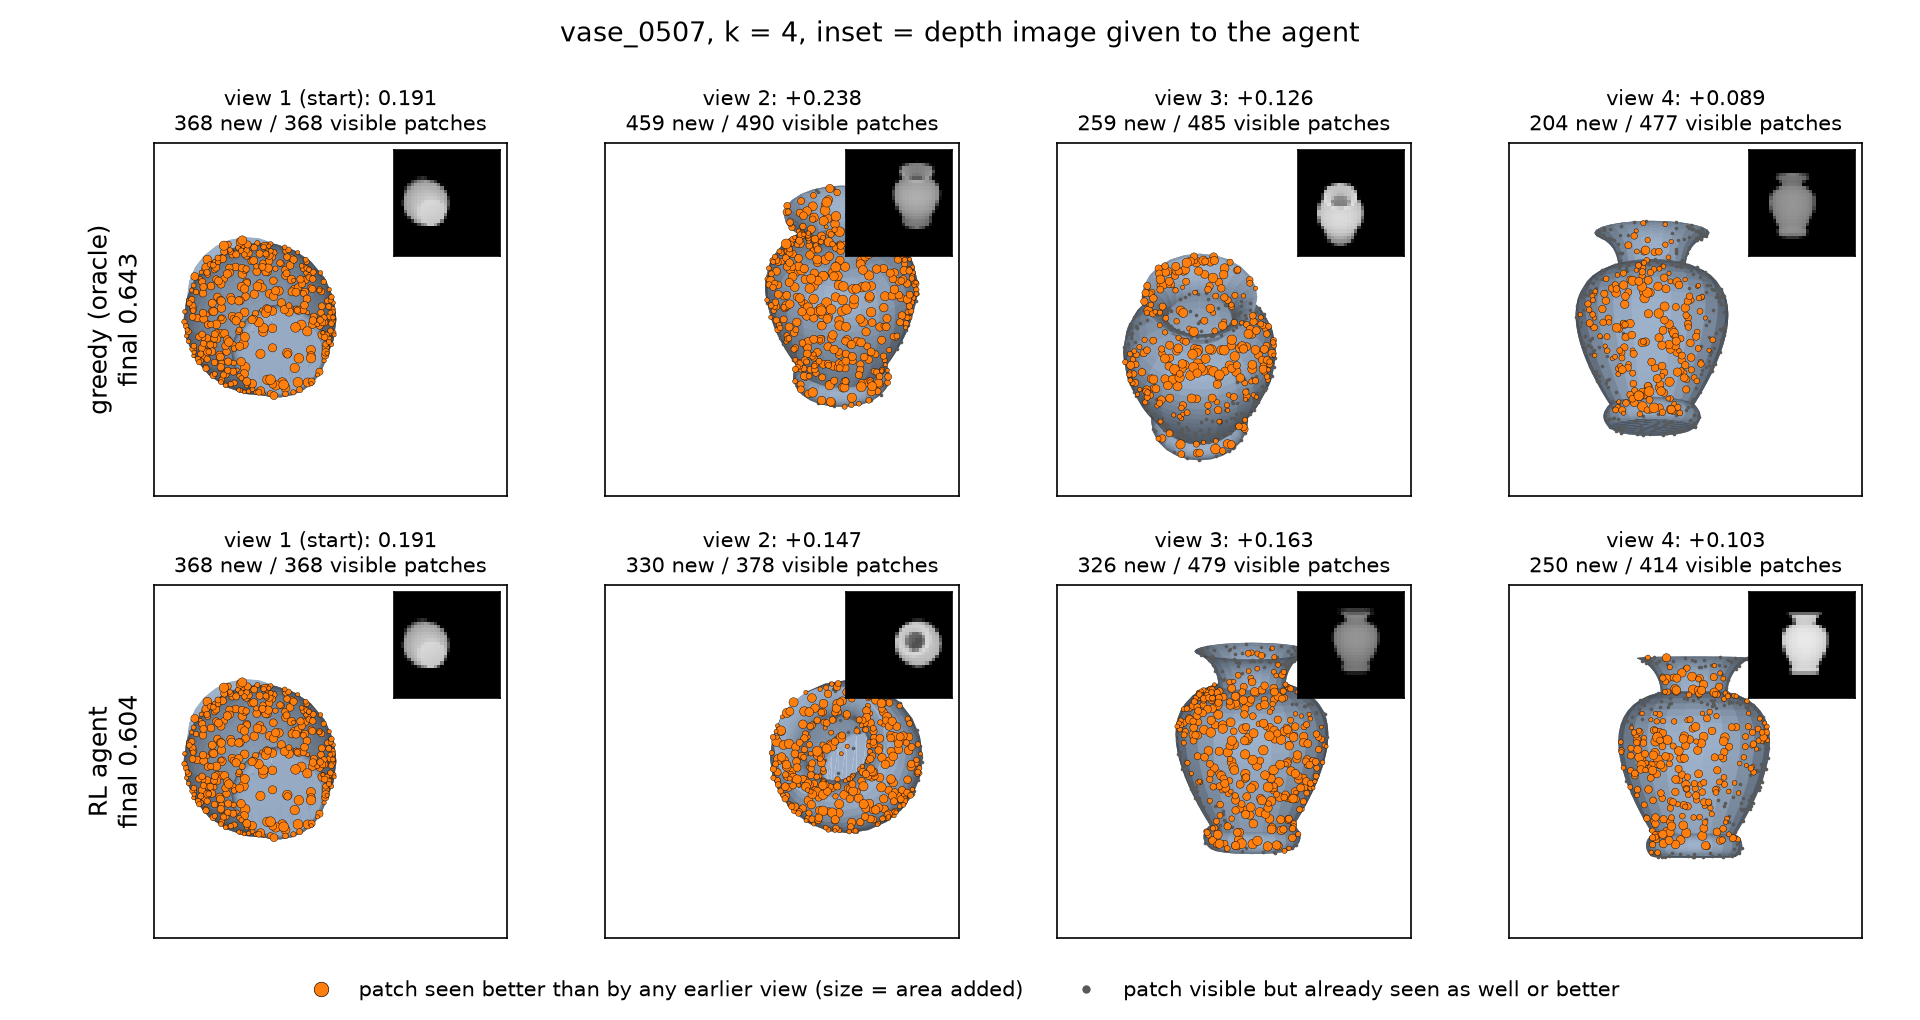 vase_0507, k = 4, inset = depth image given to the agent
greedy (oracle)
final 0.643
view 1 (start): 0.191
368 new / 368 visible patches
view 2: +0.238
459 new / 490 visible patches
view 3: +0.126
259 new / 485 visible patches
view 4: +0.089
204 new / 477 visible patches
RL agent
final 0.604
view 1 (start): 0.191
368 new / 368 visible patches
view 2: +0.147
330 new / 378 visible patches
view 3: +0.163
326 new / 479 visible patches
view 4: +0.103
250 new / 414 visible patches
patch seen better than by any earlier view (size = area added)
patch visible but already seen as well or better